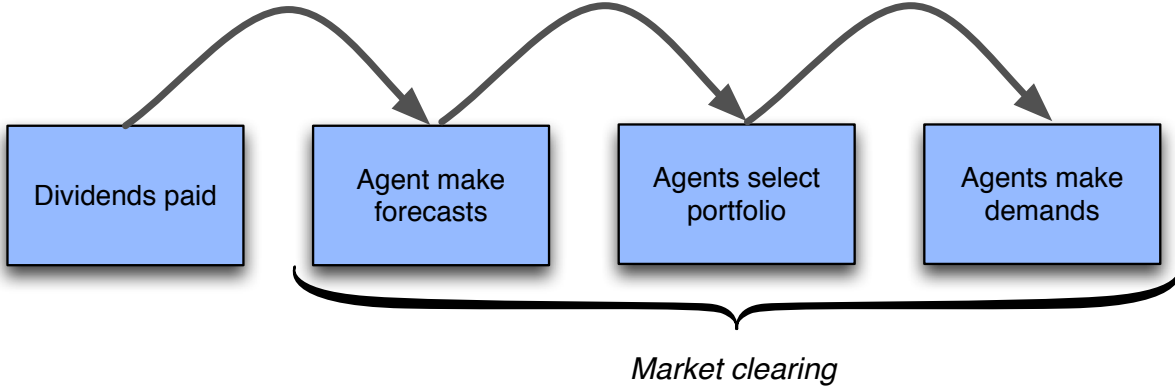 Dividends paid
Agent make
forecasts
Agents select
portfolio
Agents make
demands
Market clearing